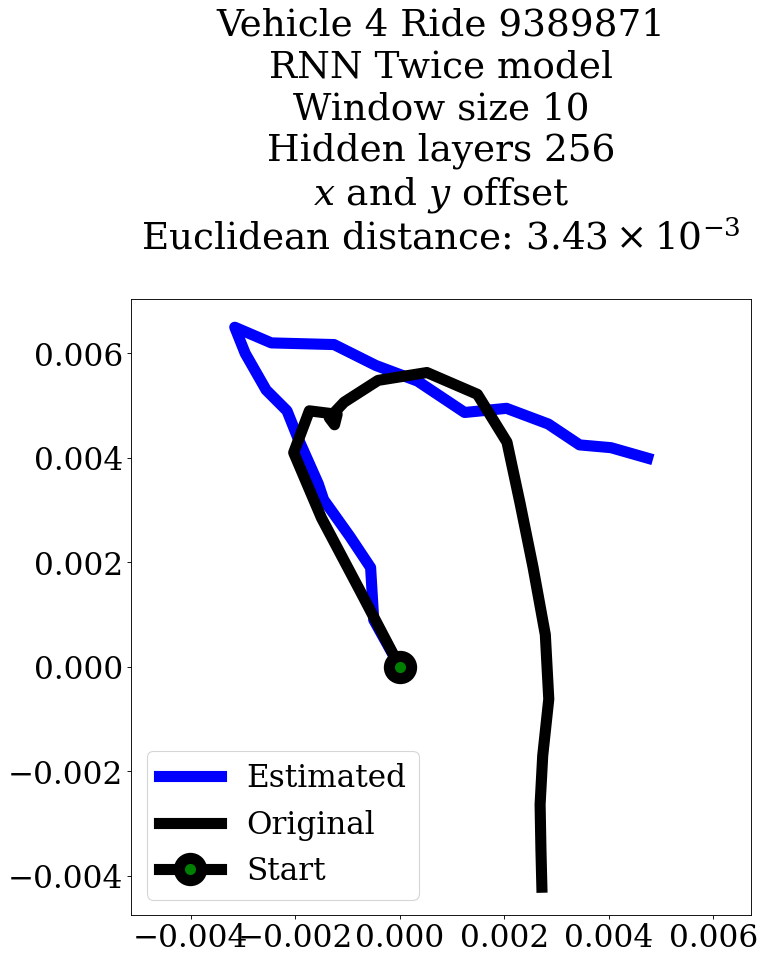 Vehicle 4 Ride 9389871
RNN Twice model
Window size 10
Hidden layers 256
x and y offset
Euclidean distance: 3.43 × 10⁻³
0.006
0.004
0.002
0.000
−0.002
−0.004
Estimated
Original
Start
−0.004 −0.002 0.000 0.002 0.004 0.006